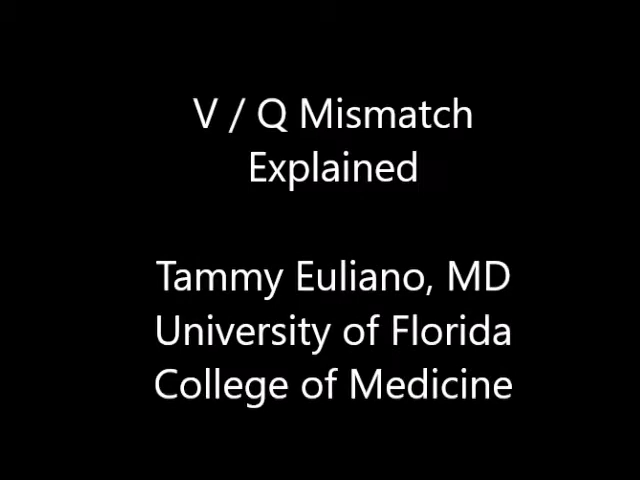 V / Q Mismatch
Explained
Tammy Euliano, MD
University of Florida
College of Medicine